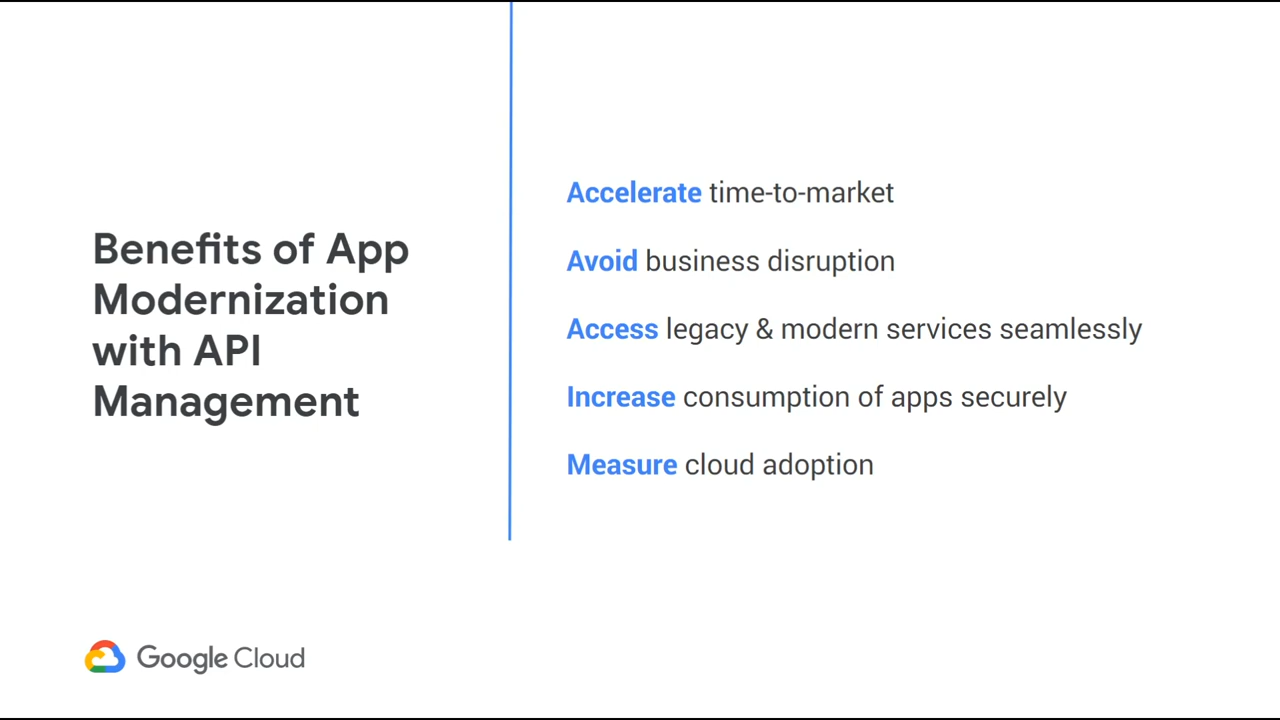 Benefits of App
Modernization
with API
Management
Accelerate time-to-market
Avoid business disruption
Access legacy & modern services seamlessly
Increase consumption of apps securely
Measure cloud adoption
Google Cloud